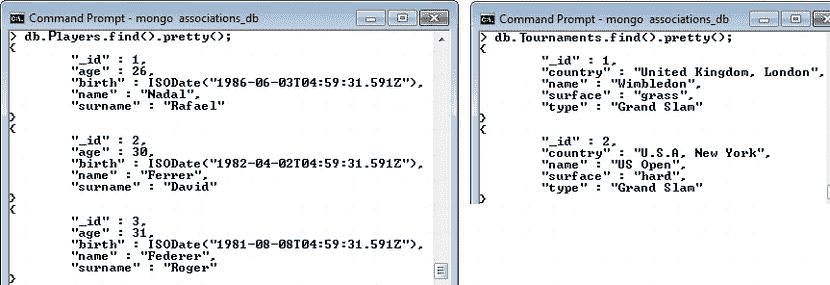 Command Prompt - mongo associations_db
> db.Players.find().pretty();
{
"_id" : 1,
"age" : 26,
"birth" : ISODate("1986-06-03T04:59:31.591Z"),
"name" : "Nadal",
"surname" : "Rafael"
}
{
"_id" : 2,
"age" : 30,
"birth" : ISODate("1982-04-02T04:59:31.591Z"),
"name" : "Ferrer",
"surname" : "David"
}
{
"_id" : 3,
"age" : 31,
"birth" : ISODate("1981-08-08T04:59:31.591Z"),
"name" : "Federer",
"surname" : "Roger"
}
Command Prompt - mongo associations_db
> db.Tournaments.find().pretty();
{
"_id" : 1,
"country" : "United Kingdom, London",
"name" : "Wimbledon",
"surface" : "grass",
"type" : "Grand Slam"
}
{
"_id" : 2,
"country" : "U.S.A, New York",
"name" : "US Open",
"surface" : "hard",
"type" : "Grand Slam"
}